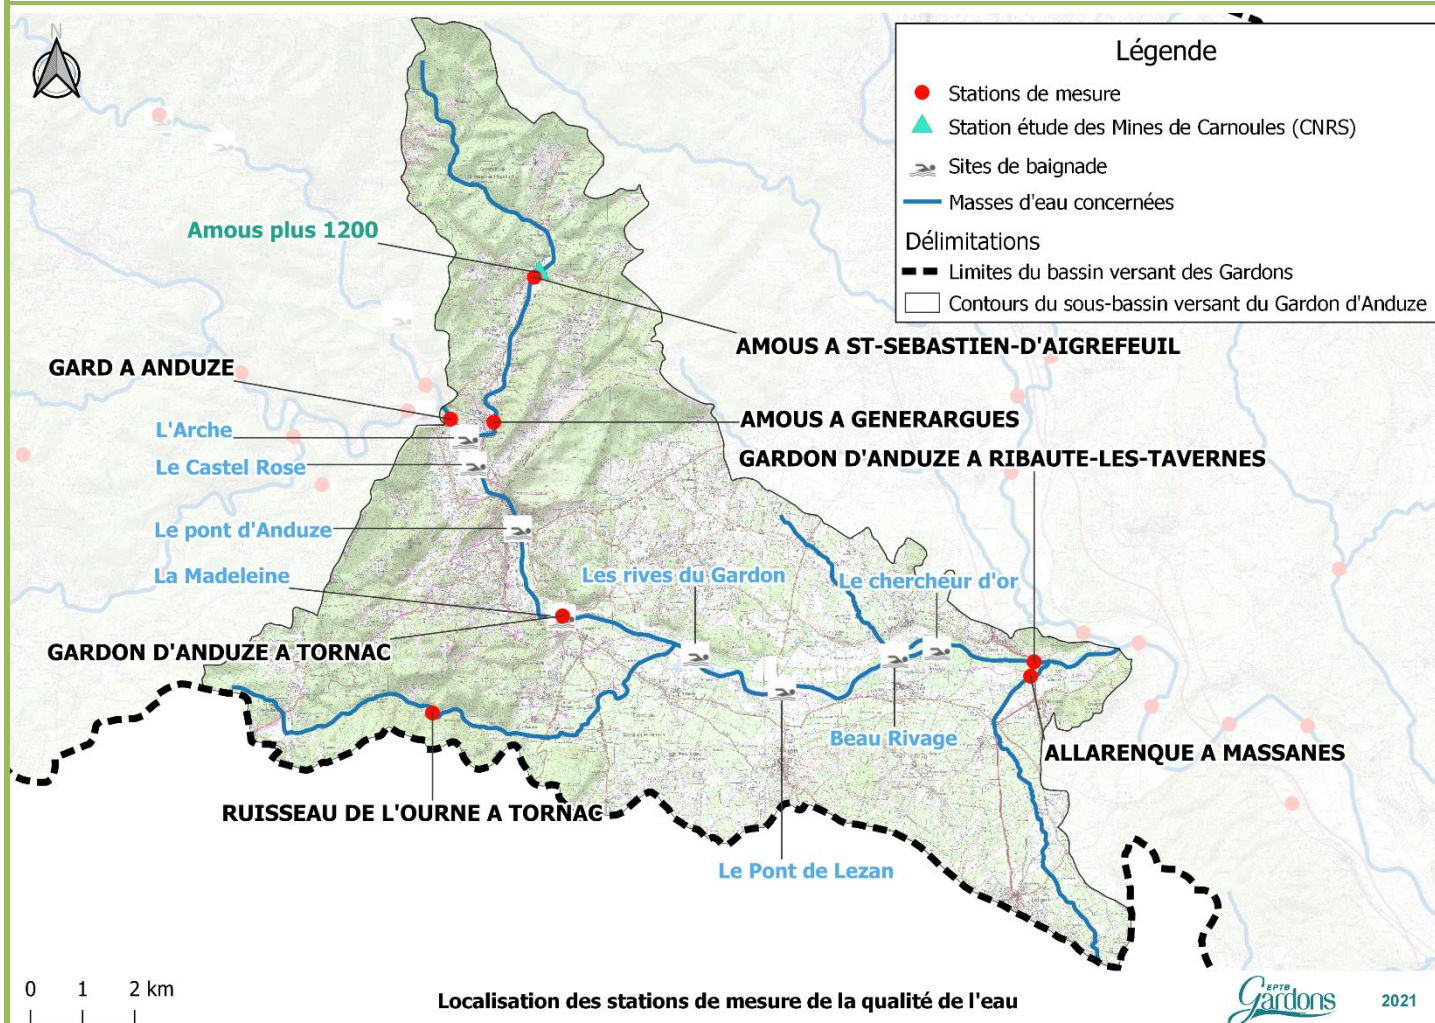 N
Légende
Stations de mesure
Station étude des Mines de Carnoules (CNRS)
Sites de baignade
Masses d'eau concernées
Délimitations
Limites du bassin versant des Gardons
Contours du sous-bassin versant du Gardon d'Anduze
Amous plus 1200
AMOUS A ST-SEBASTIEN-D'AIGREFEUIL
GARD A ANDUZE
AMOUS A GENERARGUES
L'Arche
GARDON D'ANDUZE A RIBAUTE-LES-TAVERNES
Le Castel Rose
Le pont d'Anduze
La Madeleine
Les rives du Gardon
Le chercheur d'or
GARDON D'ANDUZE A TORNAC
Beau Rivage
ALLARENQUE A MASSANES
RUISSEAU DE L'OURNE A TORNAC
Le Pont de Lezan
0 1 2 km
Localisation des stations de mesure de la qualité de l'eau
EPTB
Gardons
2021